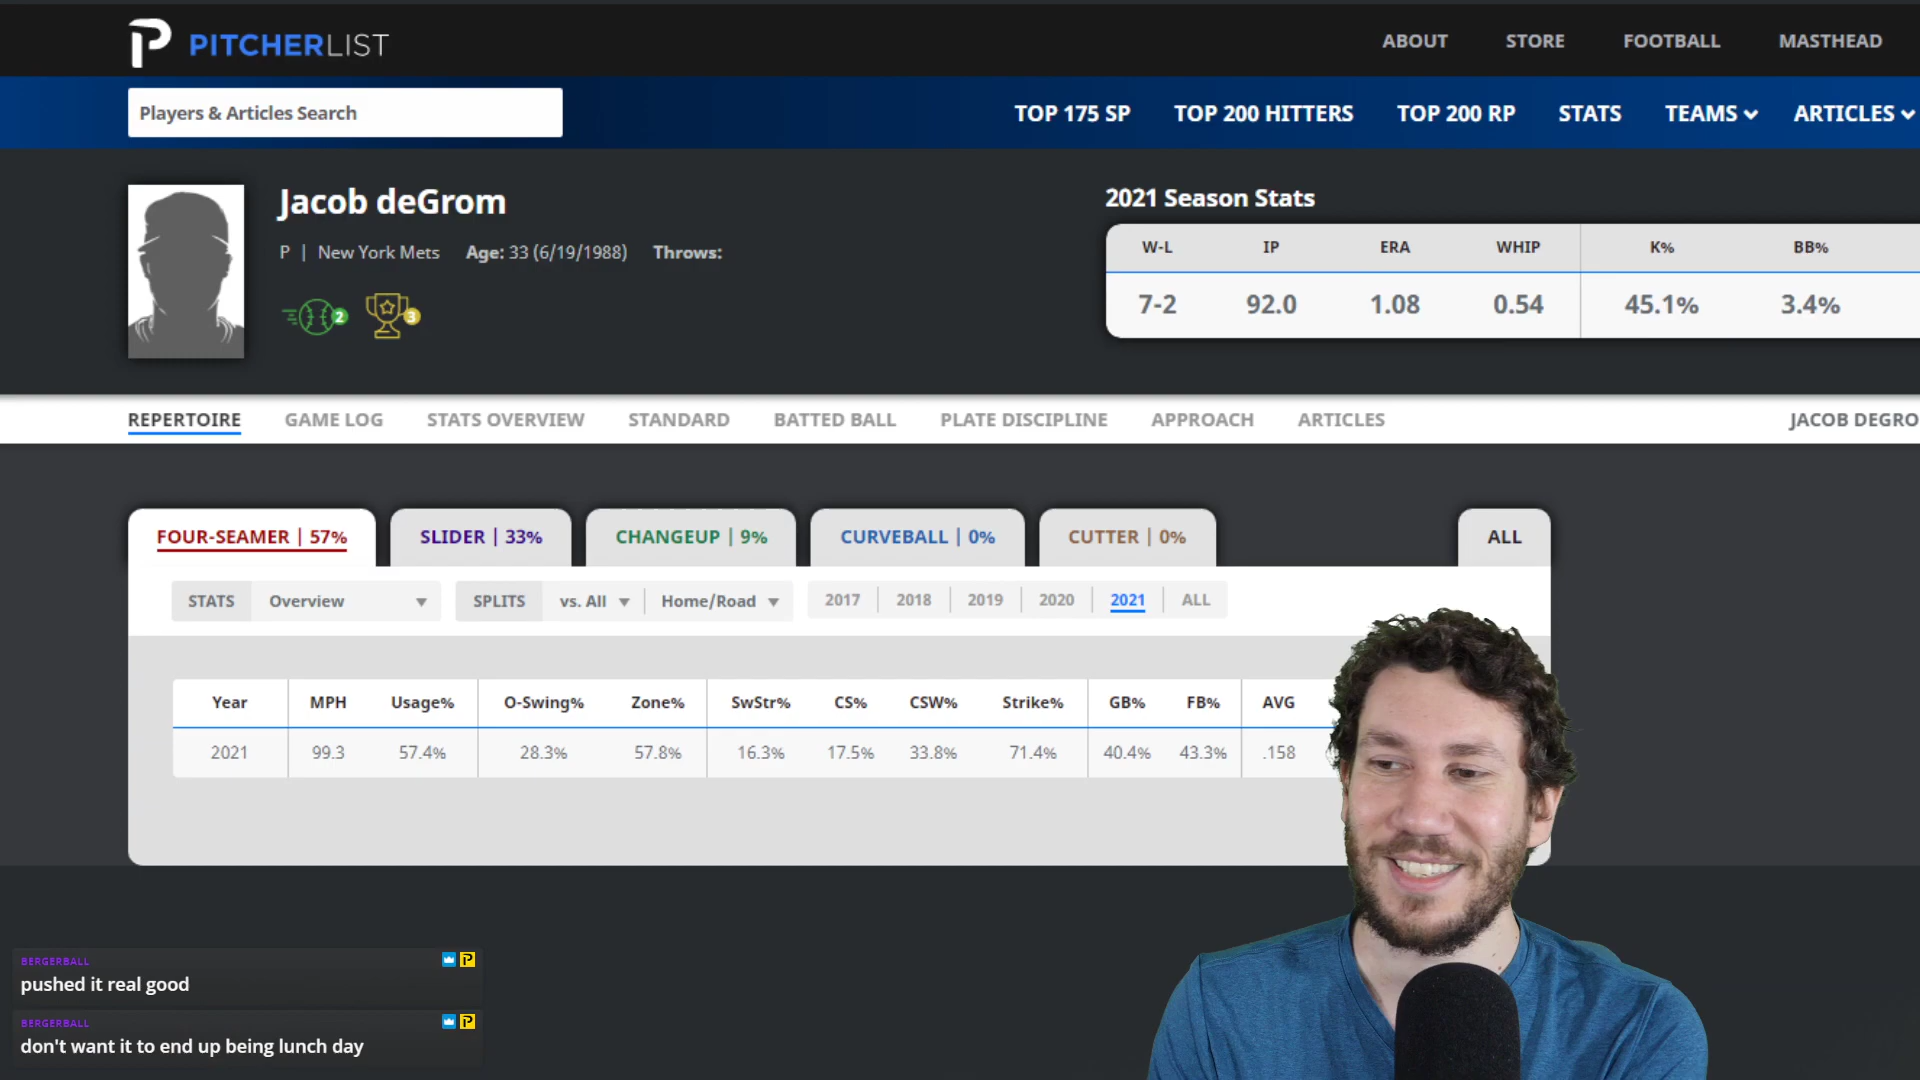 PITCHERLIST
ABOUT STORE FOOTBALL MASTHEAD
Players & Articles Search
TOP 175 SP TOP 200 HITTERS TOP 200 RP STATS TEAMS ARTICLES
Jacob deGrom
P | New York Mets Age: 33 (6/19/1988) Throws:
2 3
2021 Season Stats
W-L IP ERA WHIP K% BB%
7-2 92.0 1.08 0.54 45.1% 3.4%
REPERTOIRE GAME LOG STATS OVERVIEW STANDARD BATTED BALL PLATE DISCIPLINE APPROACH ARTICLES JACOB DEGRO
FOUR-SEAMER | 57% SLIDER | 33% CHANGEUP | 9% CURVEBALL | 0% CUTTER | 0% ALL
STATS Overview SPLITS vs. All Home/Road 2017 2018 2019 2020 2021 ALL
Year MPH Usage% O-Swing% Zone% SwStr% CS% CSW% Strike% GB% FB% AVG
2021 99.3 57.4% 28.3% 57.8% 16.3% 17.5% 33.8% 71.4% 40.4% 43.3% .158
BERGERBALL
pushed it real good
BERGERBALL
don't want it to end up being lunch day